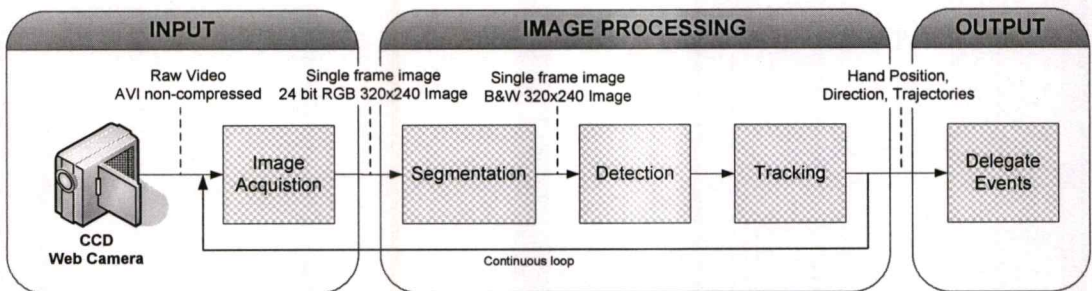 INPUT
IMAGE PROCESSING
OUTPUT
Raw Video
AVI non-compressed
Single frame image
24 bit RGB 320x240 Image
Single frame image
B&W 320x240 Image
Hand Position,
Direction, Trajectories
Image
Acquistion
Segmentation
Detection
Tracking
Delegate
Events
CCD
Web Camera
Continuous loop